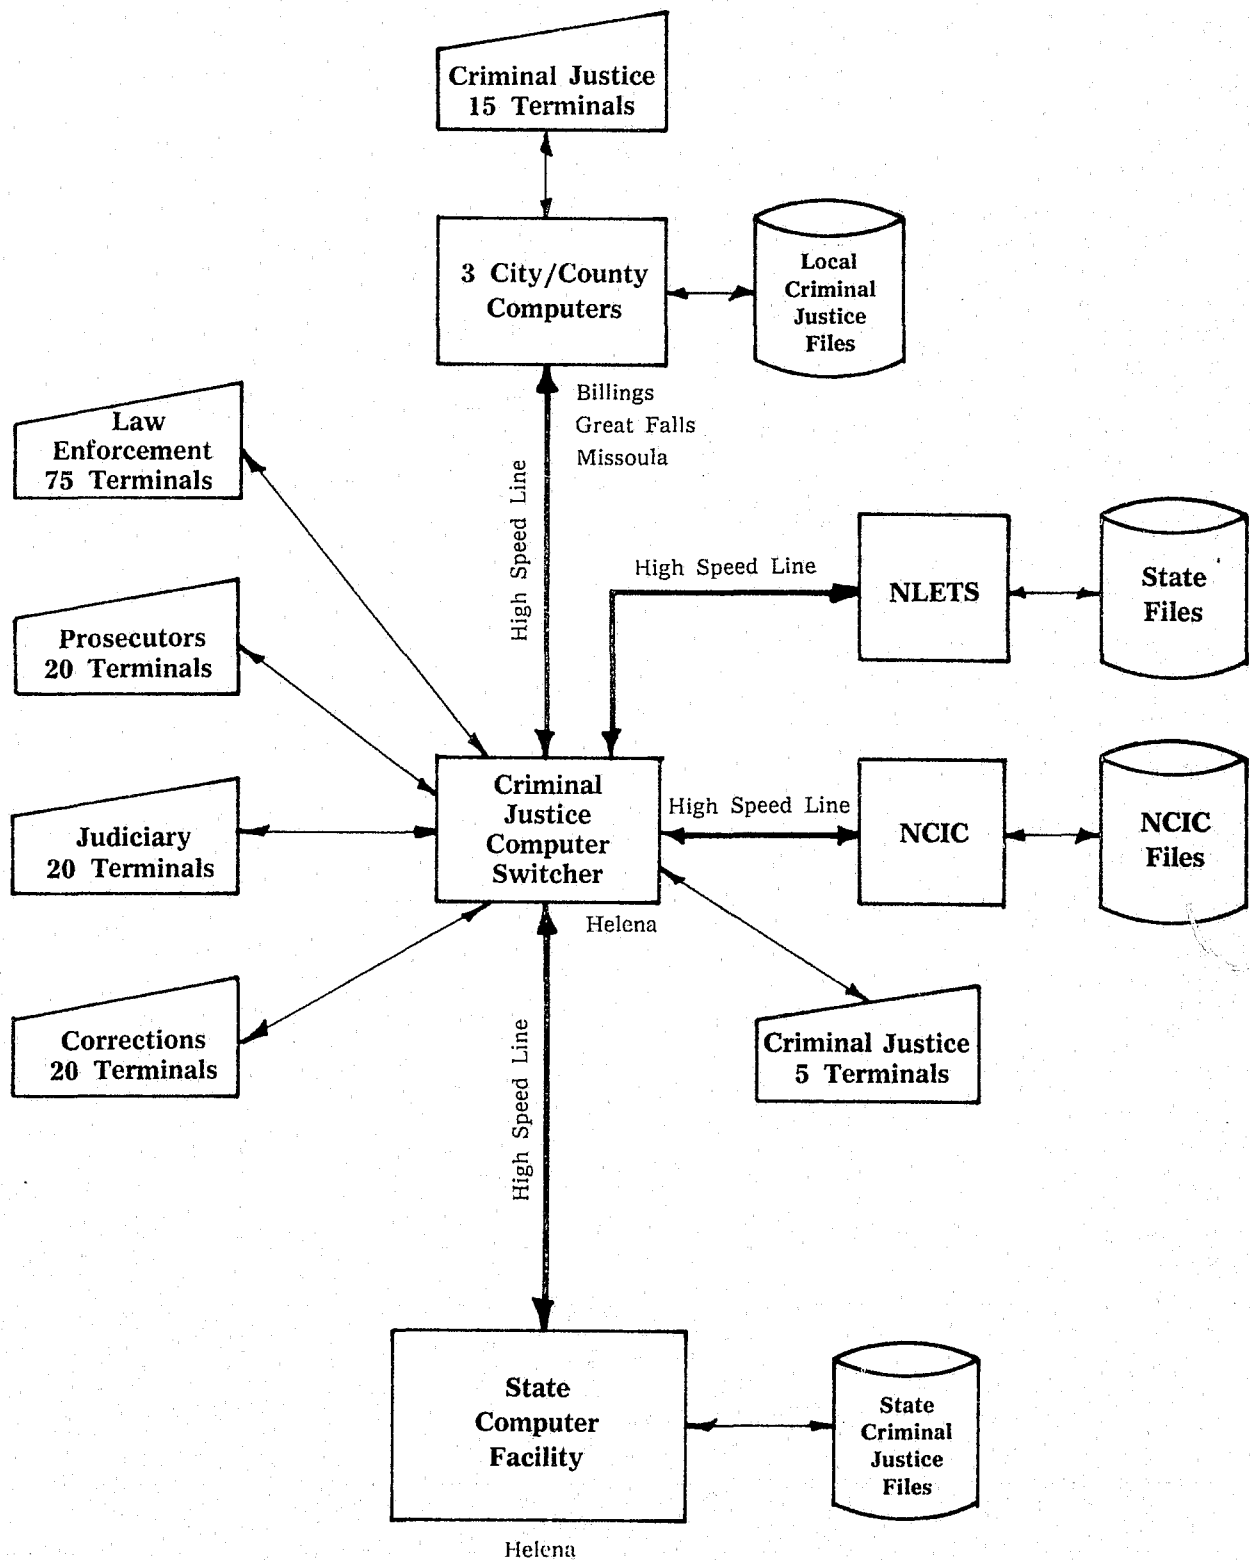 Criminal Justice
15 Terminals
3 City/County
Computers
Local
Criminal
Justice
Files
Billings
Great Falls
Missoula
High Speed Line
Law
Enforcement
75 Terminals
Prosecutors
20 Terminals
Judiciary
20 Terminals
Corrections
20 Terminals
High Speed Line
NLETS
State
Files
Criminal
Justice
Computer
Switcher
Helena
High Speed Line
NCIC
NCIC
Files
Criminal Justice
5 Terminals
High Speed Line
State
Computer
Facility
Helena
State
Criminal
Justice
Files